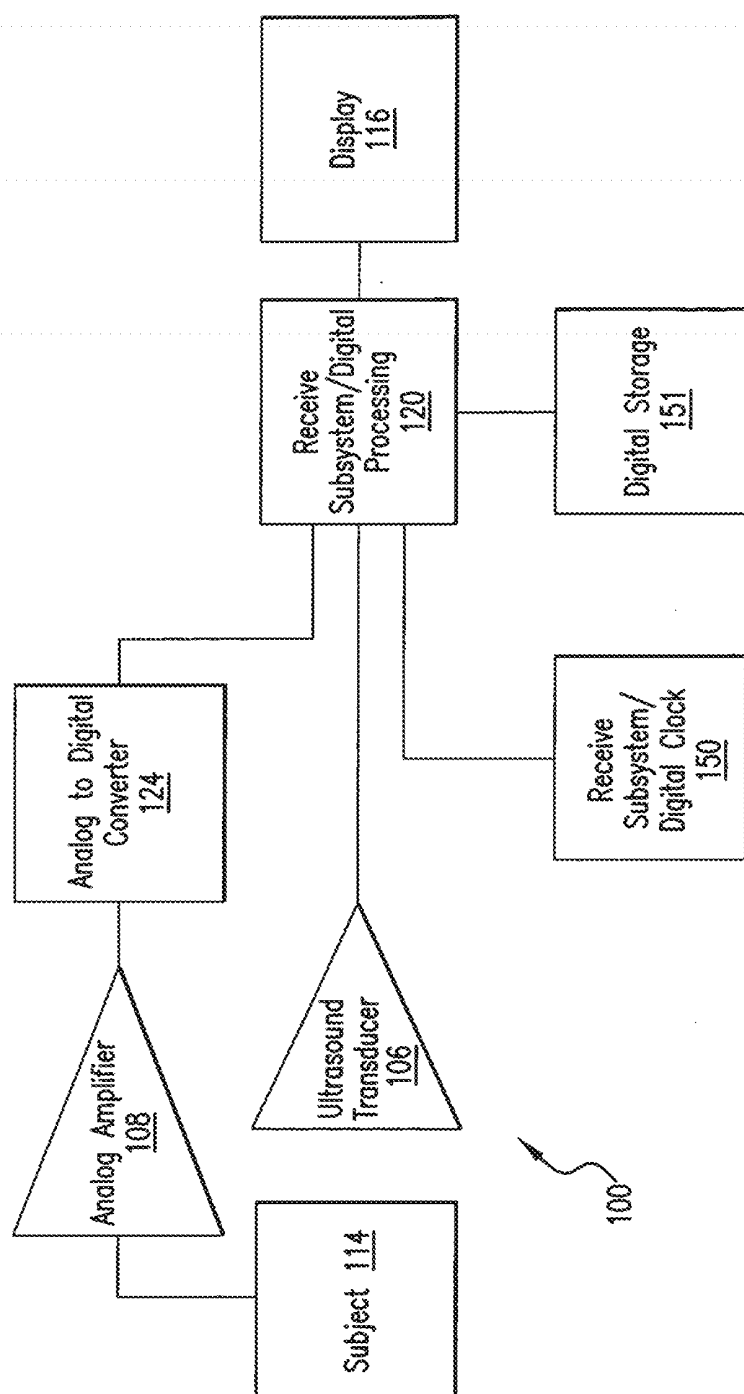 Analog Amplifier
108
Analog to Digital
Converter
124
Subject 114
Ultrasound
Transducer
106
Receive
Subsystem/Digital
Processing
120
Display
116
Receive
Subsystem/
Digital Clock
150
Digital Storage
151
100